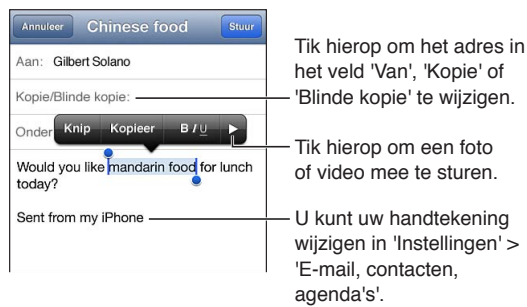 Annuleer Chinese food Stuur
Aan: Gilbert Solano
Kopie/Blinde kopie:
Onder
Knip Kopieer B I U
Would you like mandarin food for lunch
today?
Sent from my iPhone
Tik hierop om het adres in
het veld 'Van', 'Kopie' of
'Blinde kopie' te wijzigen.
Tik hierop om een foto
of video mee te sturen.
U kunt uw handtekening
wijzigen in 'Instellingen' >
'E-mail, contacten,
agenda's'.